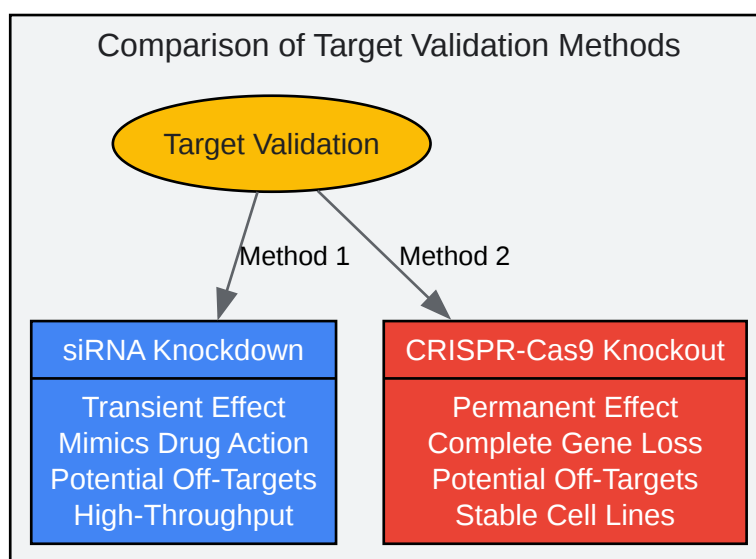 Comparison of Target Validation Methods
Target Validation
Method 1
Method 2
siRNA Knockdown
Transient Effect
Mimics Drug Action
Potential Off-Targets
High-Throughput
CRISPR-Cas9 Knockout
Permanent Effect
Complete Gene Loss
Potential Off-Targets
Stable Cell Lines